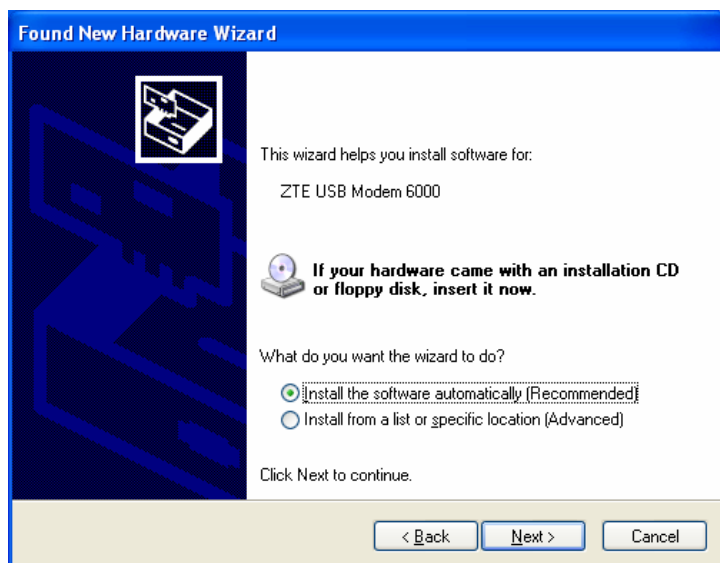 Found New Hardware Wizard
This wizard helps you install software for:
ZTE USB Modem 6000
If your hardware came with an installation CD
or floppy disk, insert it now.
What do you want the wizard to do?
Install the software automatically (Recommended)
Install from a list or specific location (Advanced)
Click Next to continue.
< Back Next > Cancel